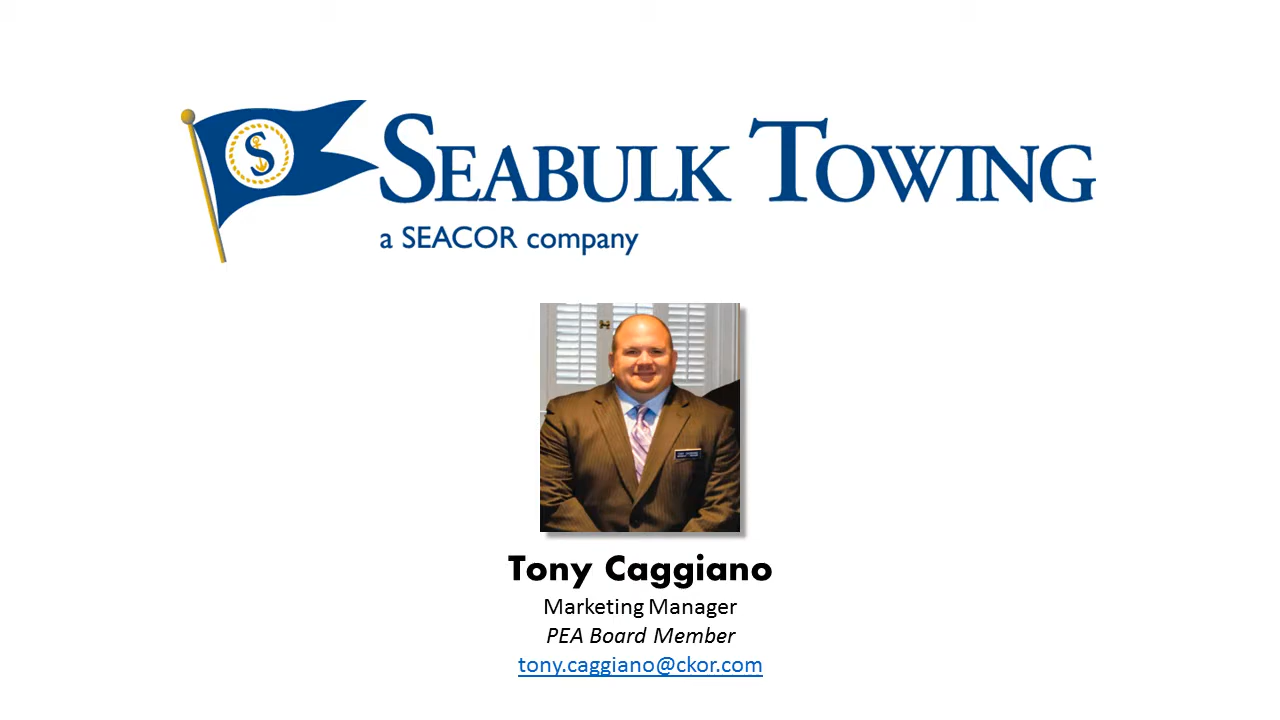 S
SEABULK TOWING
a SEACOR company
Tony Caggiano
Marketing Manager
PEA Board Member
tony.caggiano@ckor.com